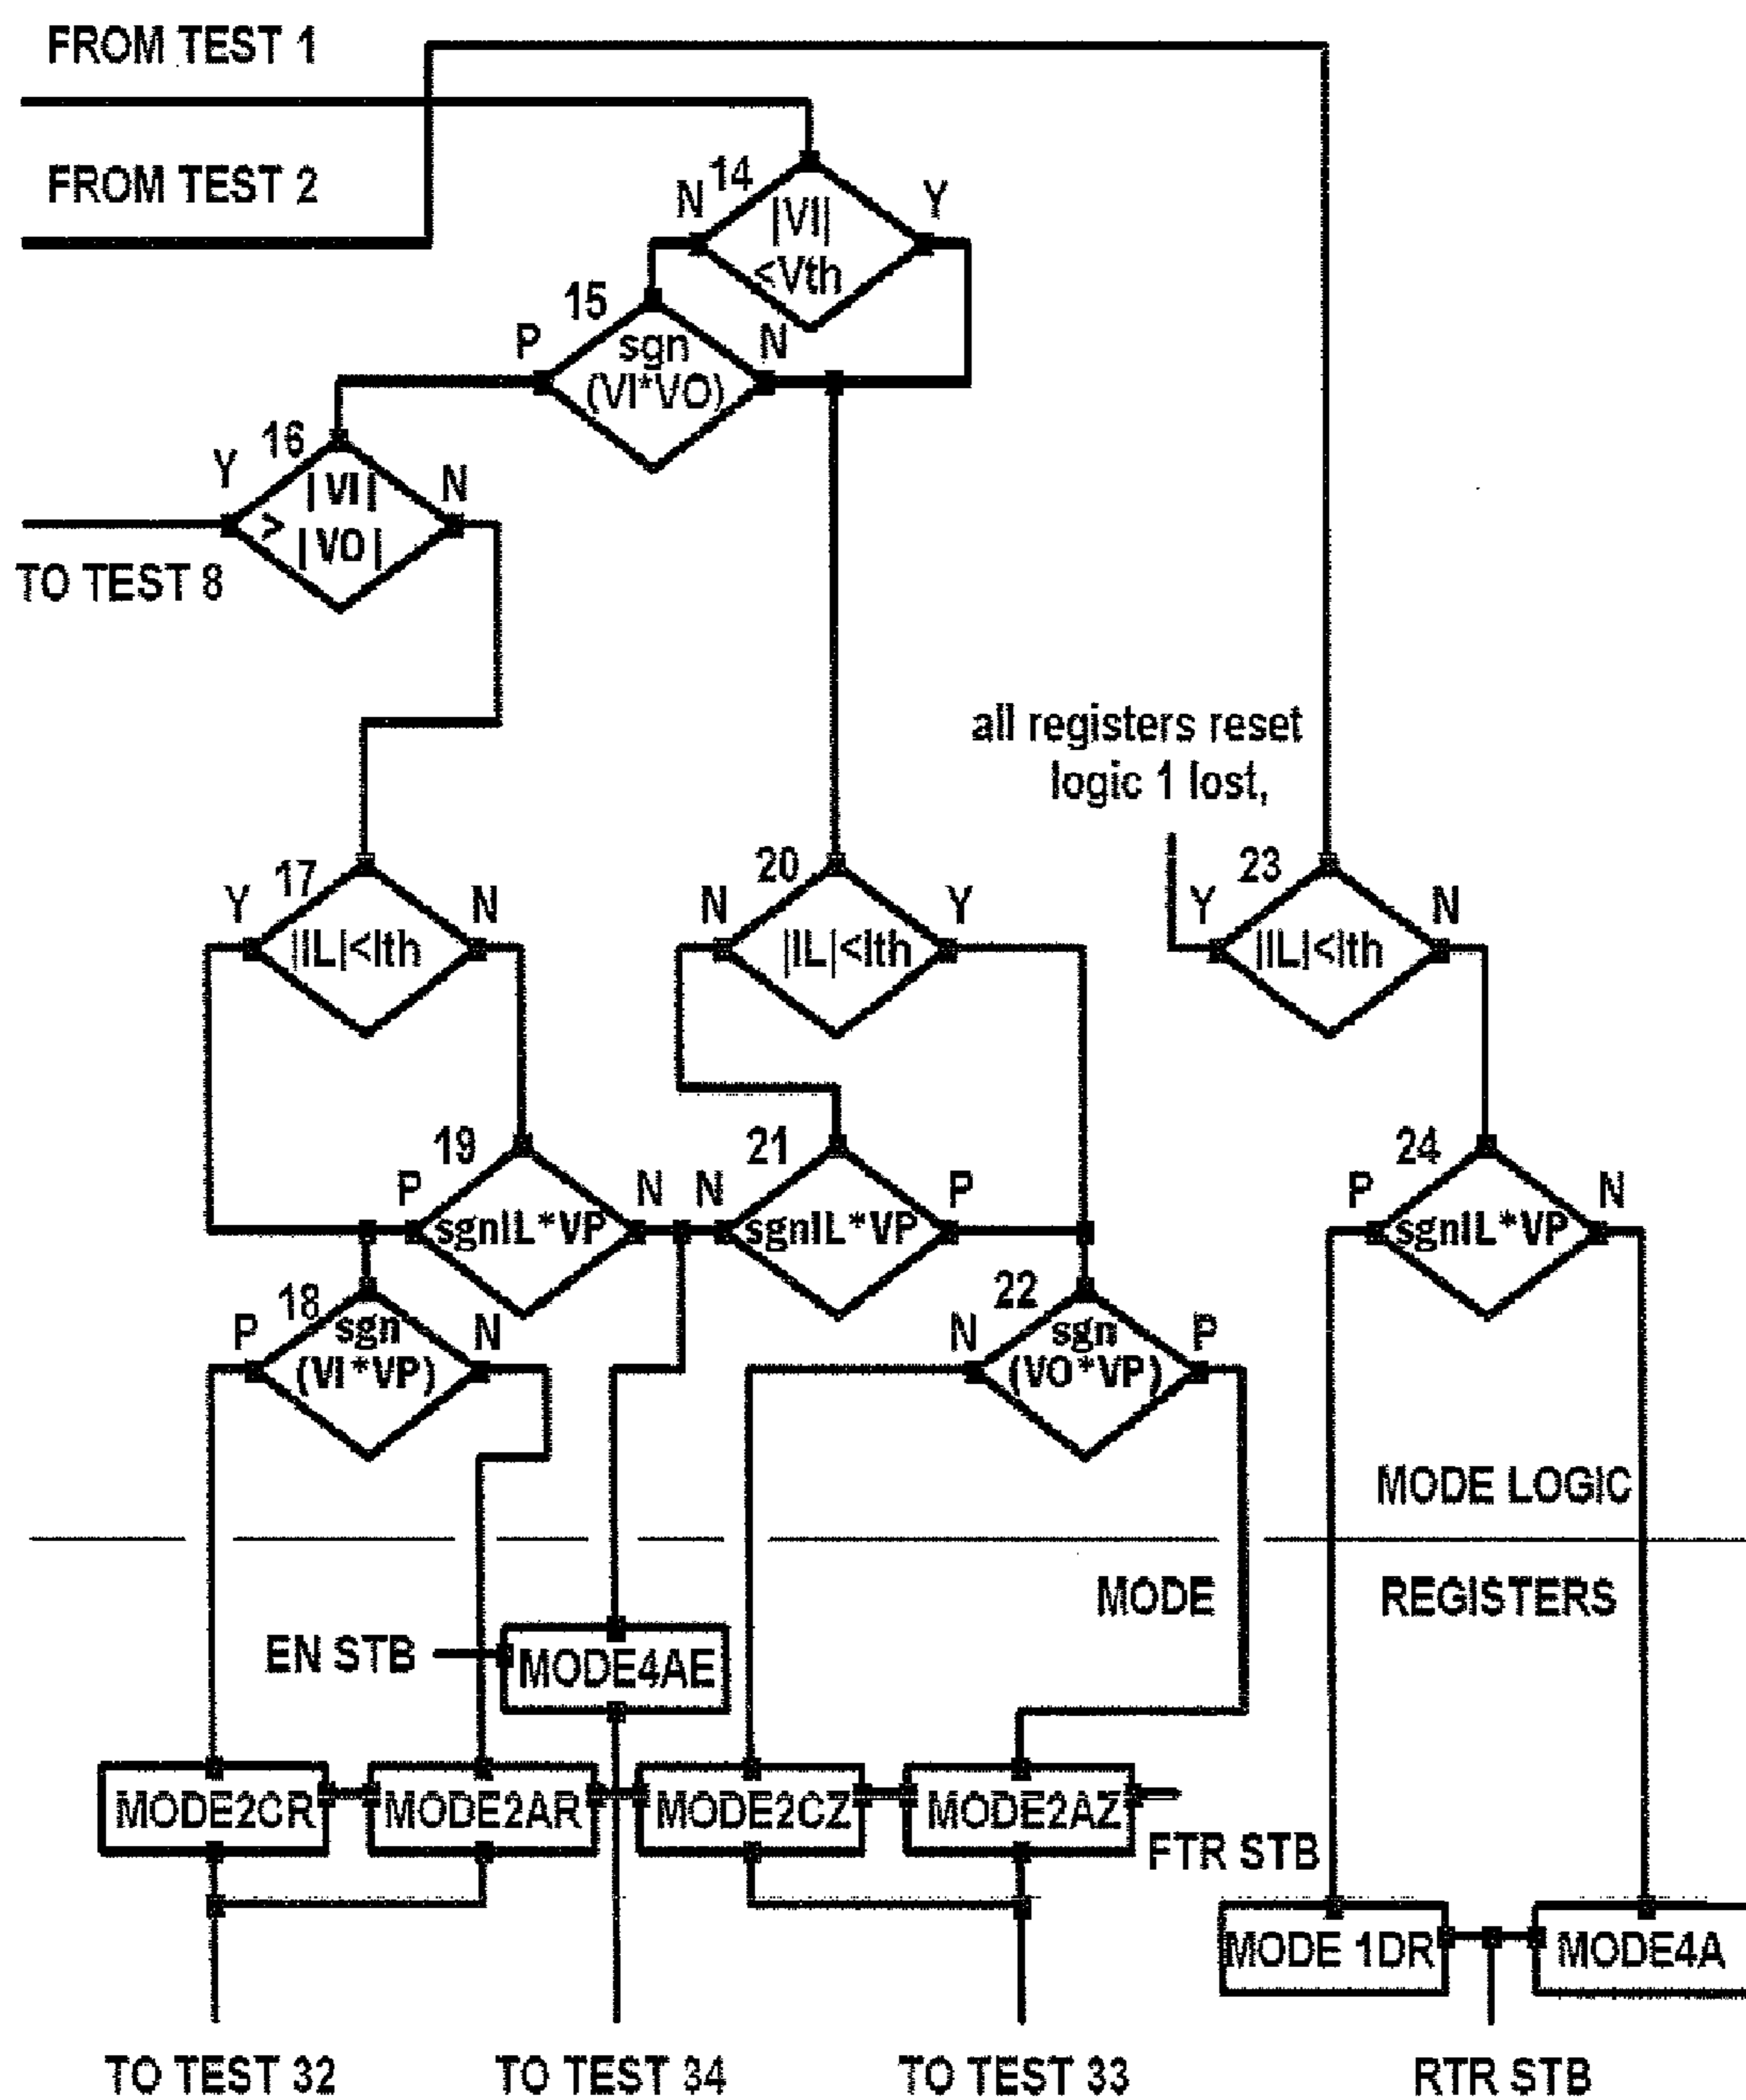 FROM TEST 1
FROM TEST 2
14
N
Y
|VI|
<Vth
15
P
N
sgn
(VI*VO)
16
Y
N
|VI|
>
|VO|
TO TEST 8
all registers reset
logic 1 lost,
17
Y
N
|IL|<Ith
20
N
Y
|IL|<Ith
23
Y
N
|IL|<Ith
19
P
N
sgnIL*VP
21
N
P
sgnIL*VP
24
P
N
sgnIL*VP
18
P
N
sgn
(VI*VP)
22
N
P
sgn
(VO*VP)
MODE LOGIC
MODE
REGISTERS
EN STB
MODE4AE
MODE2CR
MODE2AR
MODE2CZ
MODE2AZ
FTR STB
MODE 1DR
MODE4A
TO TEST 32
TO TEST 34
TO TEST 33
RTR STB